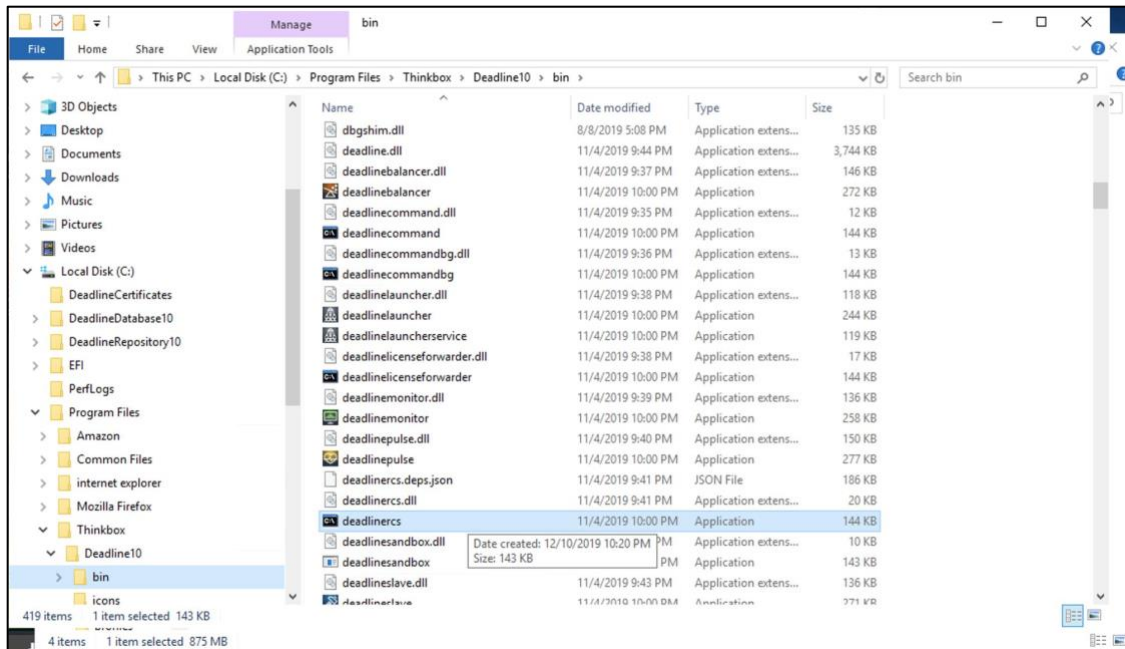 Manage bin
File Home Share View Application Tools
This PC > Local Disk (C:) > Program Files > Thinkbox > Deadline10 > bin > Search bin
3D Objects
Desktop
Documents
Downloads
Music
Pictures
Videos
Local Disk (C:)
DeadlineCertificates
DeadlineDatabase10
DeadlineRepository10
EFI
PerfLogs
Program Files
Amazon
Common Files
internet explorer
Mozilla Firefox
Thinkbox
Deadline10
bin
icons
Name Date modified Type Size
dbgshim.dll 8/8/2019 5:08 PM Application extens... 135 KB
deadline.dll 11/4/2019 9:44 PM Application extens... 3,744 KB
deadlinebalancer.dll 11/4/2019 9:37 PM Application extens... 146 KB
deadlinebalancer 11/4/2019 10:00 PM Application 272 KB
deadlinecommand.dll 11/4/2019 9:35 PM Application extens... 12 KB
deadlinecommand 11/4/2019 10:00 PM Application 144 KB
deadlinecommandbg.dll 11/4/2019 9:36 PM Application extens... 13 KB
deadlinecommandbg 11/4/2019 10:00 PM Application 144 KB
deadlinelauncher.dll 11/4/2019 9:38 PM Application extens... 118 KB
deadlinelauncher 11/4/2019 10:00 PM Application 244 KB
deadlinelauncherservice 11/4/2019 10:00 PM Application 119 KB
deadlinelicenseforwarder.dll 11/4/2019 9:38 PM Application extens... 17 KB
deadlinelicenseforwarder 11/4/2019 10:00 PM Application 144 KB
deadlinemonitor.dll 11/4/2019 9:39 PM Application extens... 136 KB
deadlinemonitor 11/4/2019 10:00 PM Application 258 KB
deadlinepulse.dll 11/4/2019 9:40 PM Application extens... 150 KB
deadlinepulse 11/4/2019 10:00 PM Application 277 KB
deadlinercs.deps.json 11/4/2019 9:41 PM JSON File 186 KB
deadlinercs.dll 11/4/2019 9:41 PM Application extens... 20 KB
deadlinercs 11/4/2019 10:00 PM Application 144 KB
deadlinesandbox.dll PM Application extens... 10 KB
deadlinesandbox PM Application 143 KB
Date created: 12/10/2019 10:20 PM
Size: 143 KB
deadlineslave.dll 11/4/2019 9:43 PM Application extens... 136 KB
deadlineslave 11/4/2019 10:00 PM Application 271 KB
419 items 1 item selected 143 KB
4 items 1 item selected 875 MB